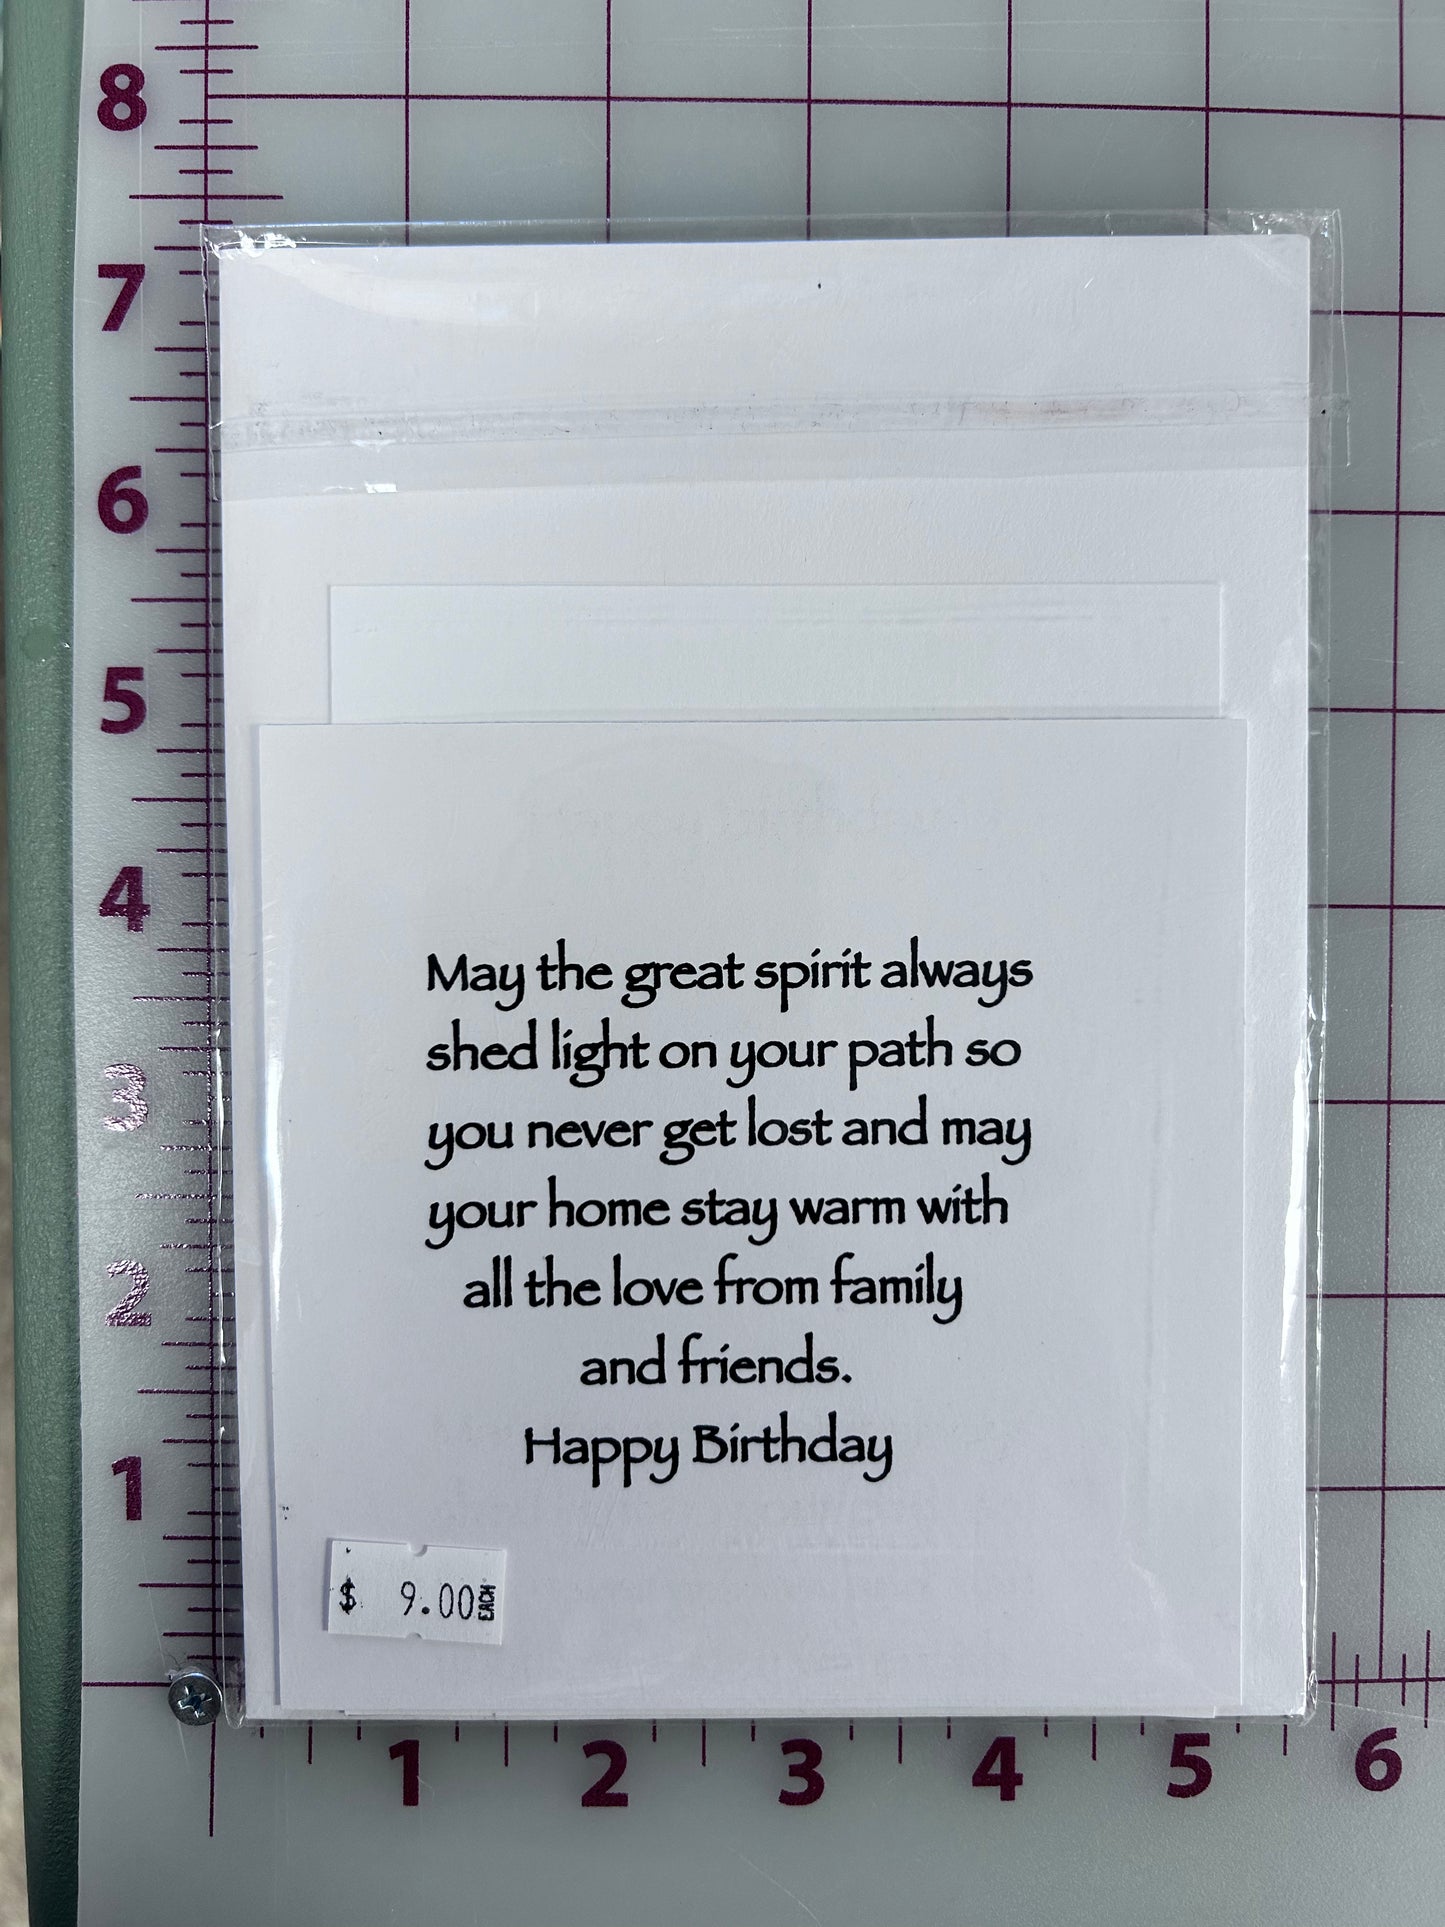 8
7
6
5
4
3
2
1
May the great spirit always
shed light on your path so
you never get lost and may
your home stay warm with
all the love from family
and friends.
Happy Birthday
$ 9.00 EACH
1 2 3 4 5 6